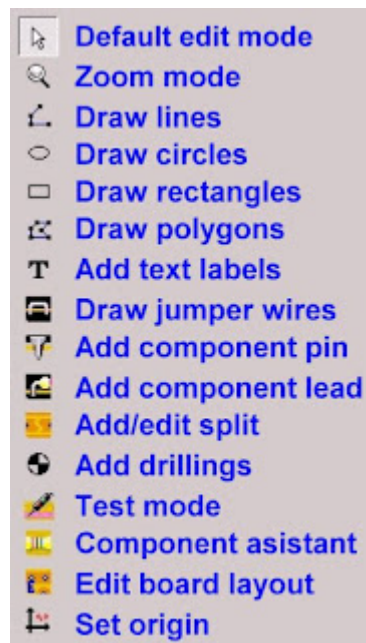 Default edit mode
Zoom mode
Draw lines
Draw circles
Draw rectangles
Draw polygons
T Add text labels
Draw jumper wires
Add component pin
Add component lead
Add/edit split
Add drillings
Test mode
Component asistant
Edit board layout
Set origin